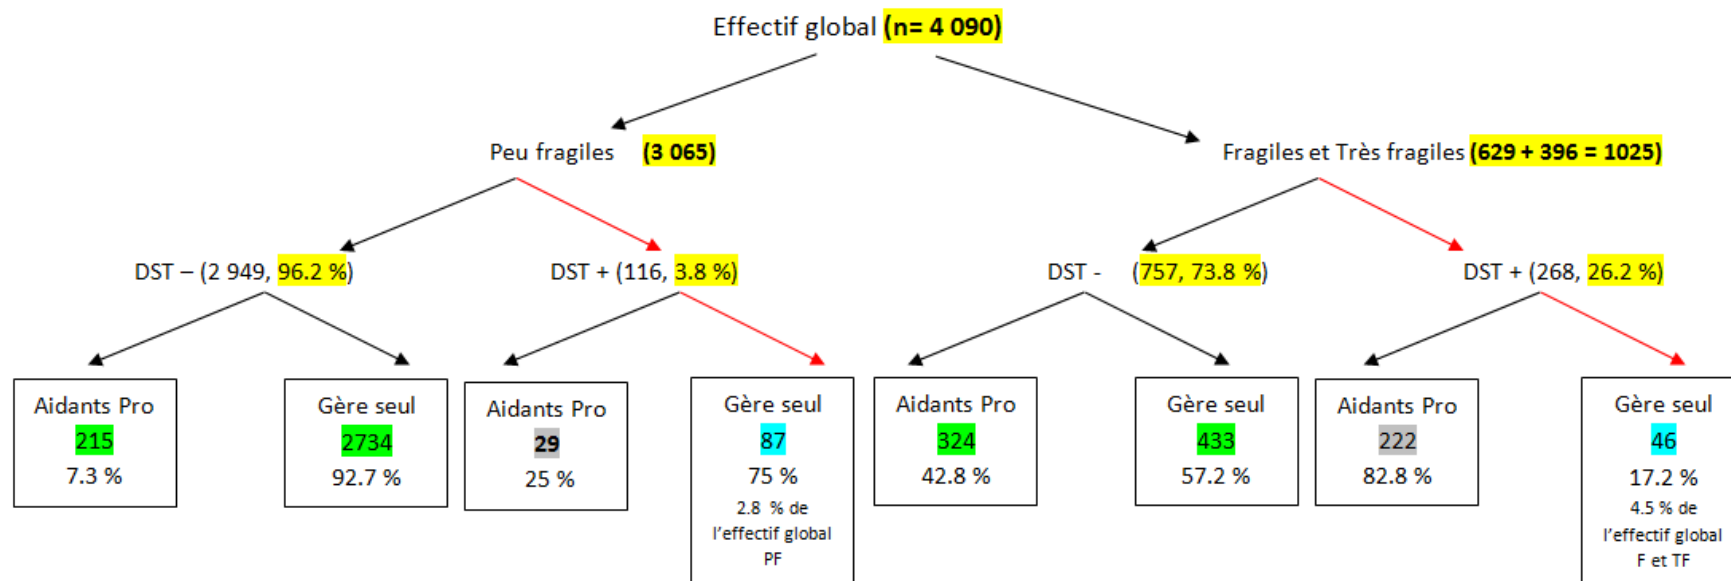 Effectif global (n= 4 090)
Peu fragiles (3 065)
Fragiles et Très fragiles (629 + 396 = 1025)
DST – (2 949, 96.2 %)
DST + (116, 3.8 %)
DST - (757, 73.8 %)
DST + (268, 26.2 %)
Aidants Pro
215
7.3 %
Gère seul
2734
92.7 %
Aidants Pro
29
25 %
Gère seul
87
75 %
2.8 % de
l'effectif global
PF
Aidants Pro
324
42.8 %
Gère seul
433
57.2 %
Aidants Pro
222
82.8 %
Gère seul
46
17.2 %
4.5 % de
l'effectif global
F et TF